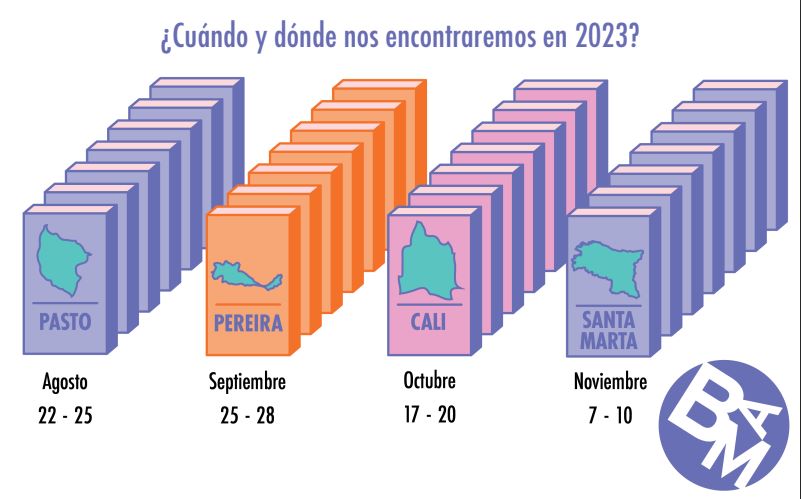 ¿Cuándo y dónde nos encontraremos en 2023?
PASTO
PEREIRA
CALI
SANTA
MARTA
Agosto
22 - 25
Septiembre
25 - 28
Octubre
17 - 20
Noviembre
7 - 10
BAM